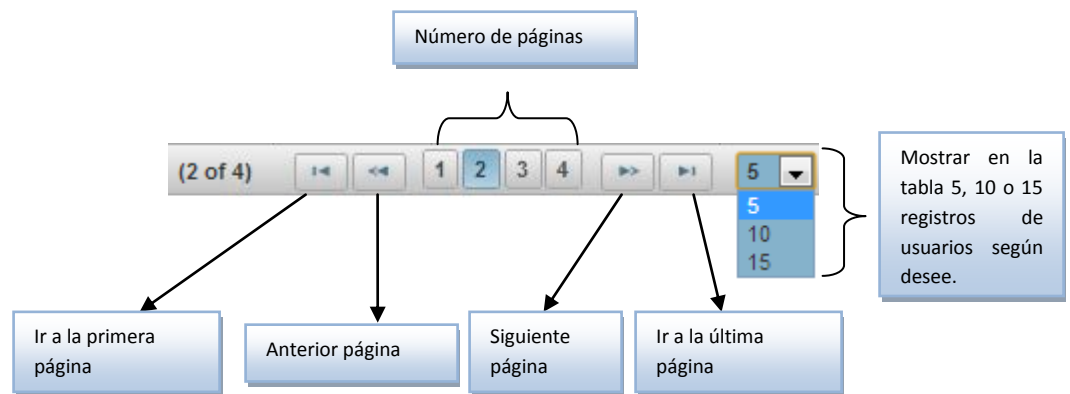 Número de páginas
(2 of 4) 1 2 3 4 5
5
10
15
Mostrar en la
tabla 5, 10 o 15
registros de
usuarios según
desee.
Ir a la primera
página
Anterior página
Siguiente
página
Ir a la última
página